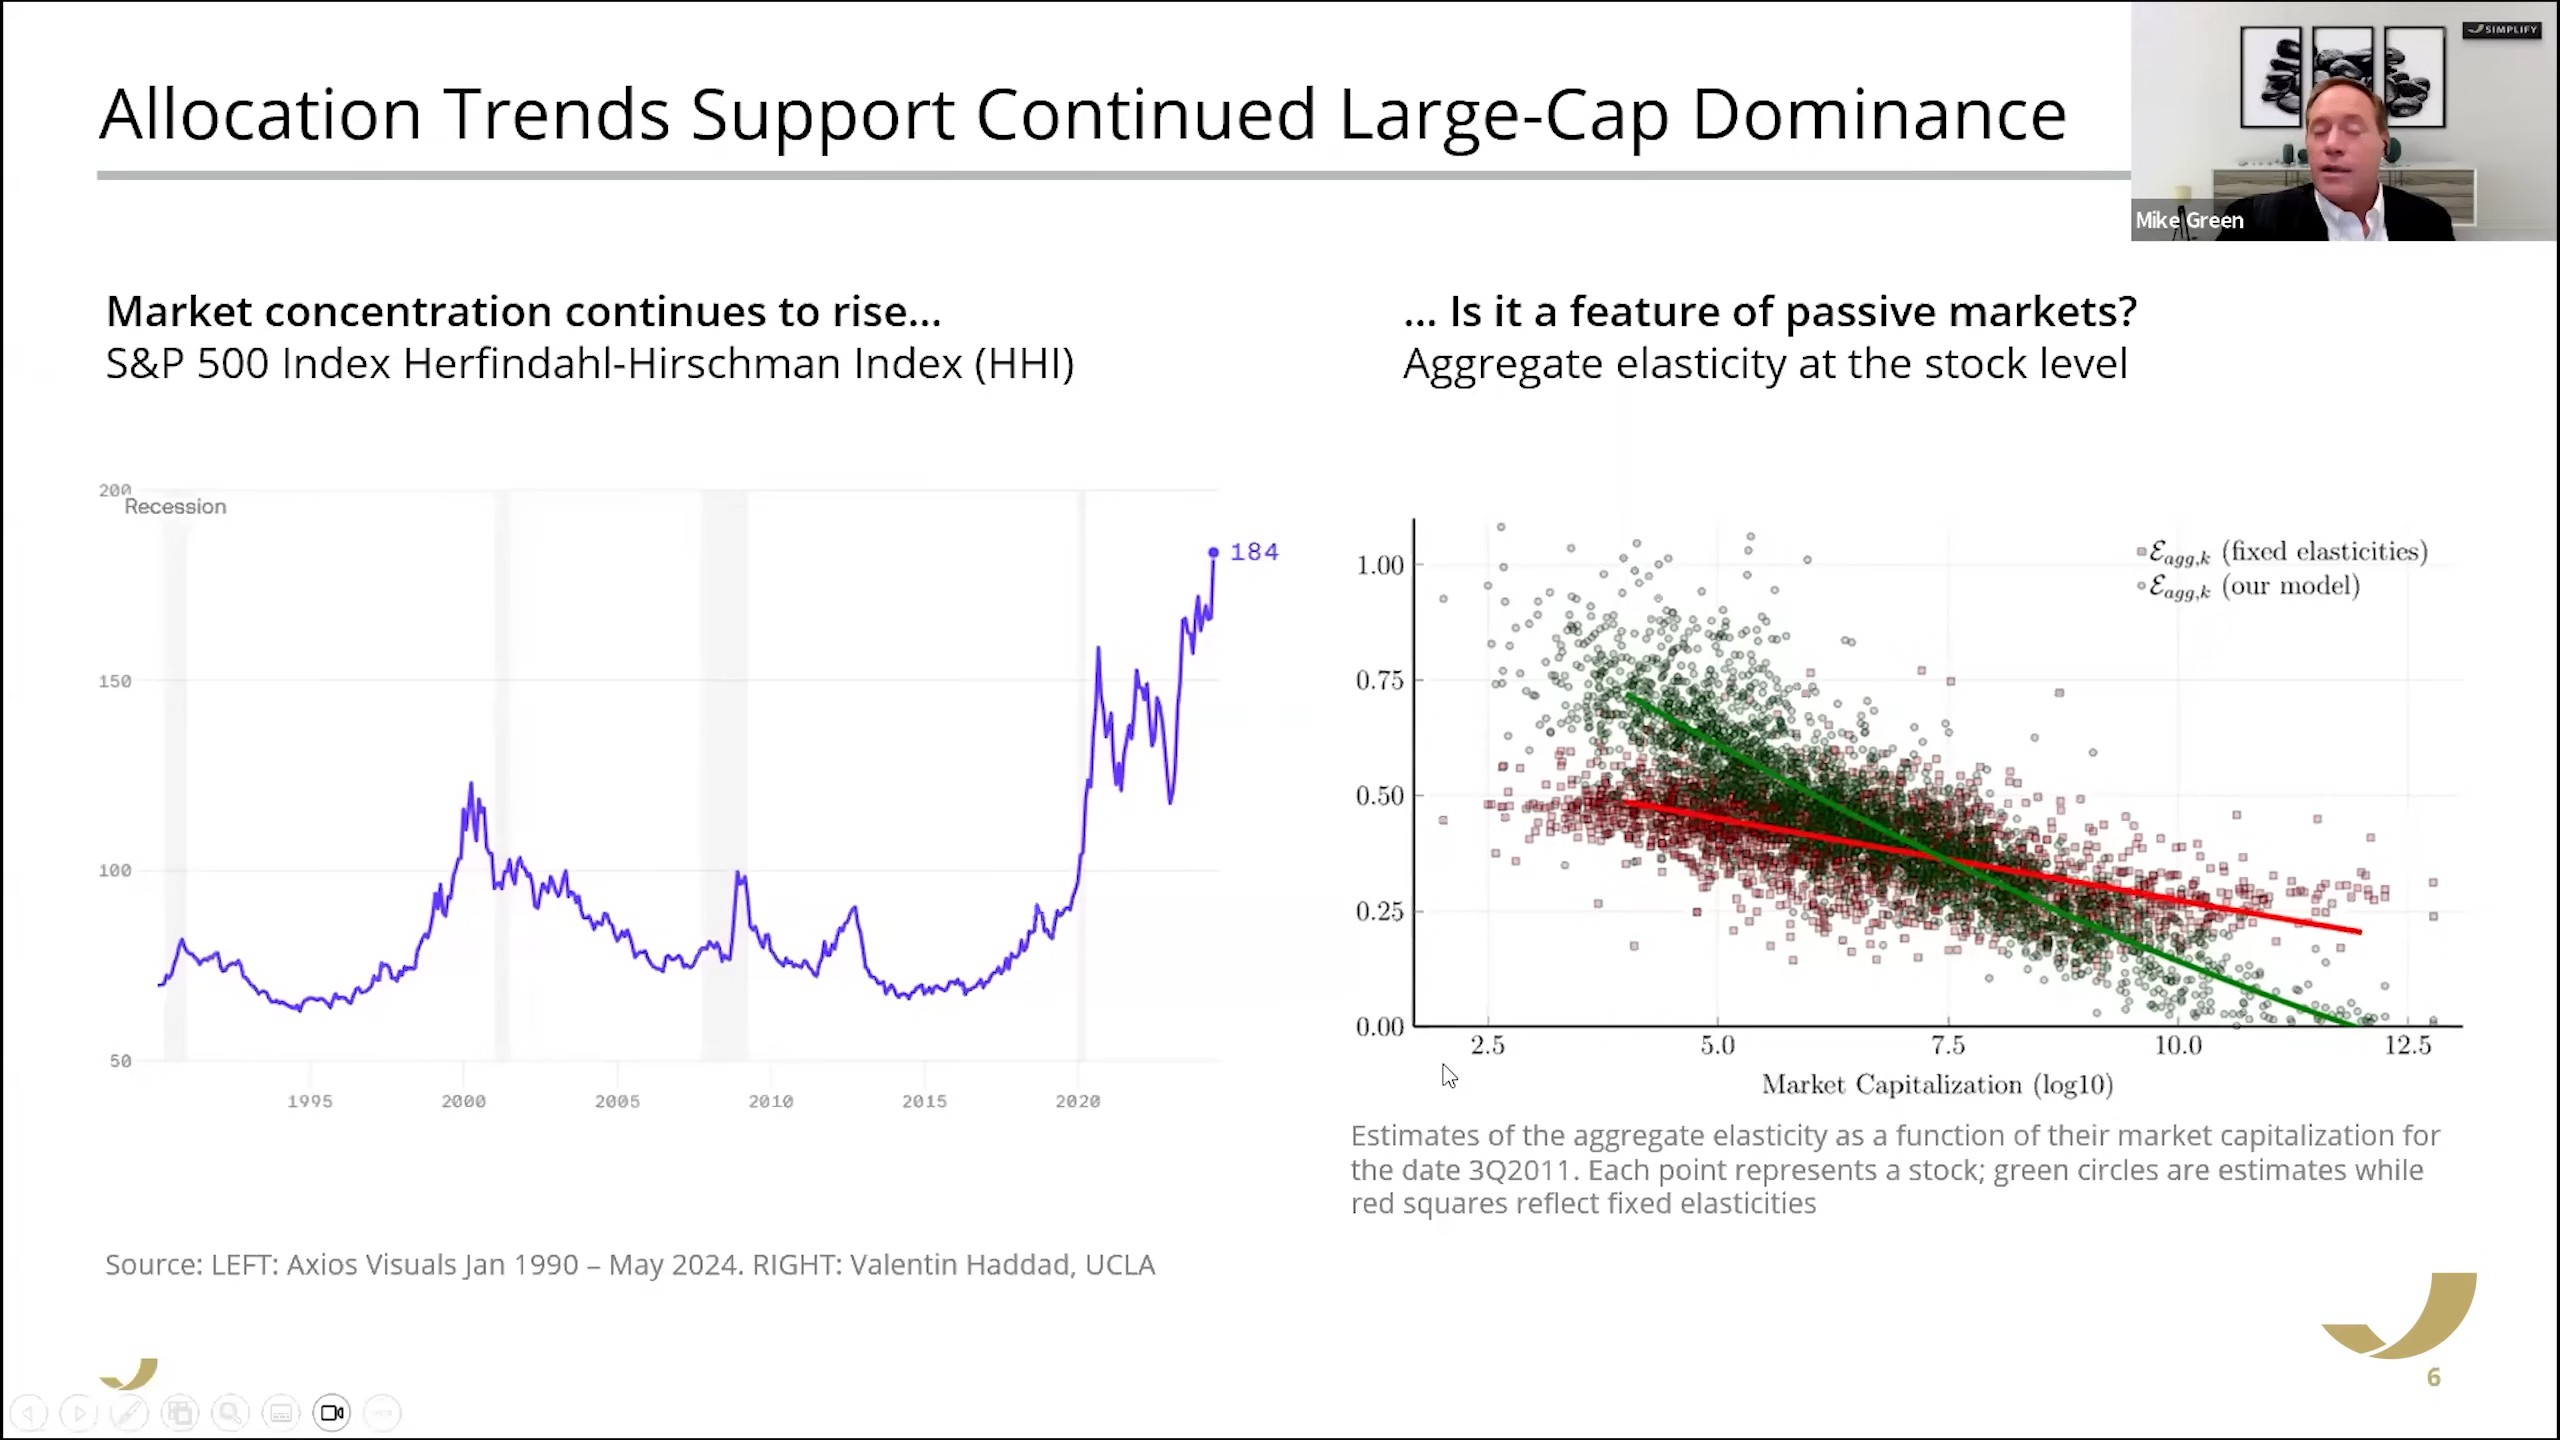 Allocation Trends Support Continued Large-Cap Dominance
SIMPLIFY
Mike Green
Market concentration continues to rise...
S&P 500 Index Herfindahl-Hirschman Index (HHI)
200
Recession
184
150
100
50
1995 2000 2005 2010 2015 2020
... Is it a feature of passive markets?
Aggregate elasticity at the stock level
ℰagg,k (fixed elasticities)
ℰagg,k (our model)
1.00
0.75
0.50
0.25
0.00
2.5 5.0 7.5 10.0 12.5
Market Capitalization (log10)
Estimates of the aggregate elasticity as a function of their market capitalization for
the date 3Q2011. Each point represents a stock; green circles are estimates while
red squares reflect fixed elasticities
Source: LEFT: Axios Visuals Jan 1990 – May 2024. RIGHT: Valentin Haddad, UCLA
6